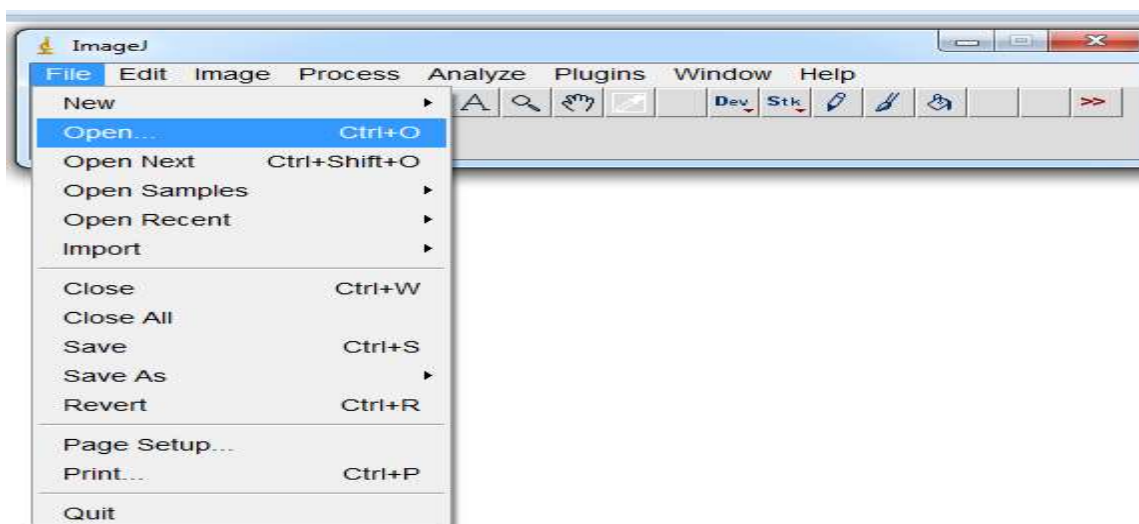 ImageJ
File Edit Image Process Analyze Plugins Window Help
New A Dev Stk >>
Open... Ctrl+O
Open Next Ctrl+Shift+O
Open Samples
Open Recent
Import
Close Ctrl+W
Close All
Save Ctrl+S
Save As
Revert Ctrl+R
Page Setup...
Print... Ctrl+P
Quit